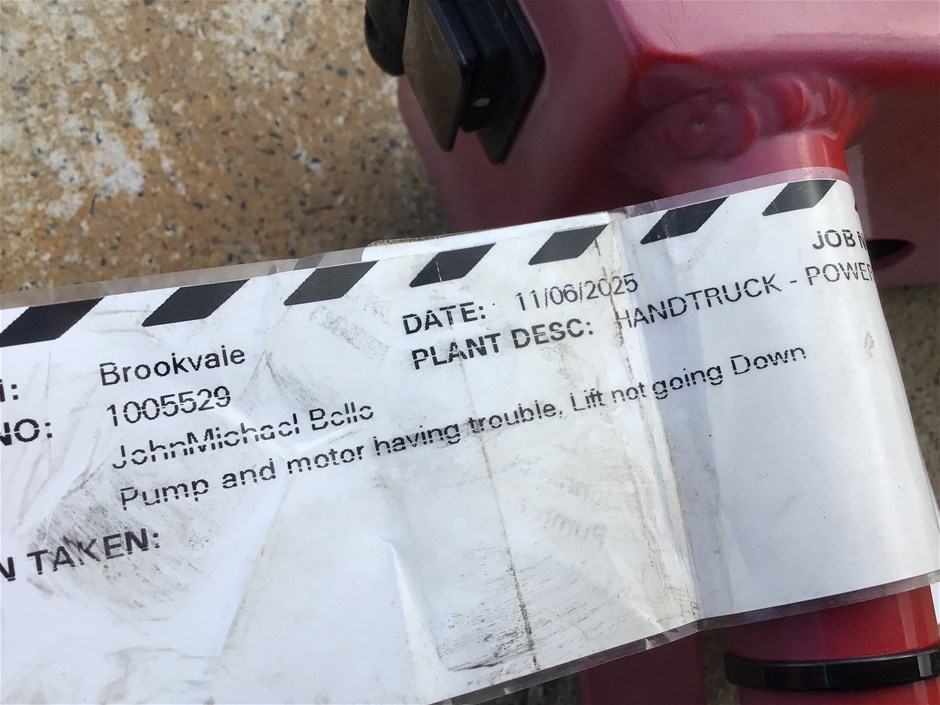 JOB
DATE: 11/06/2025
PLANT DESC: HANDTRUCK - POWE
Brookvale
NO: 1005529
JohnMichael Bello
Pump and motor having trouble, Lift not going Down
N TAKEN: